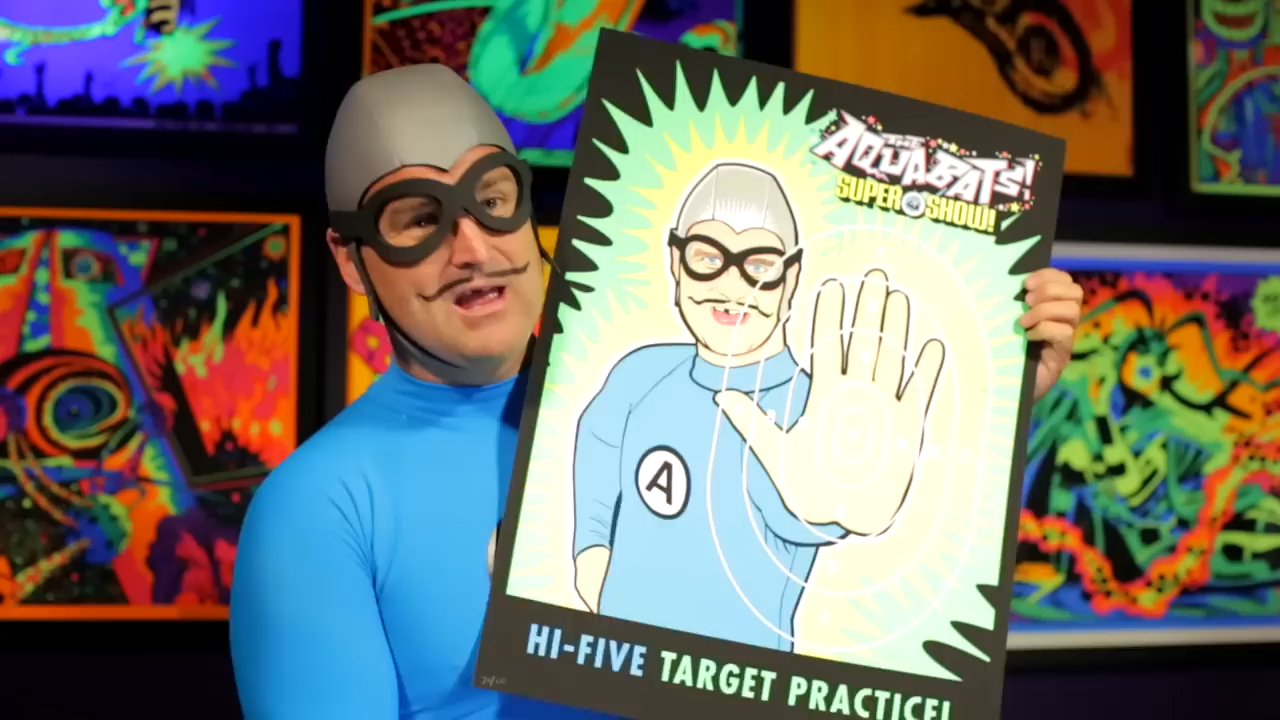 THE
AQUABATS!
SUPER SHOW!
A
HI-FIVE TARGET PRACTICE!